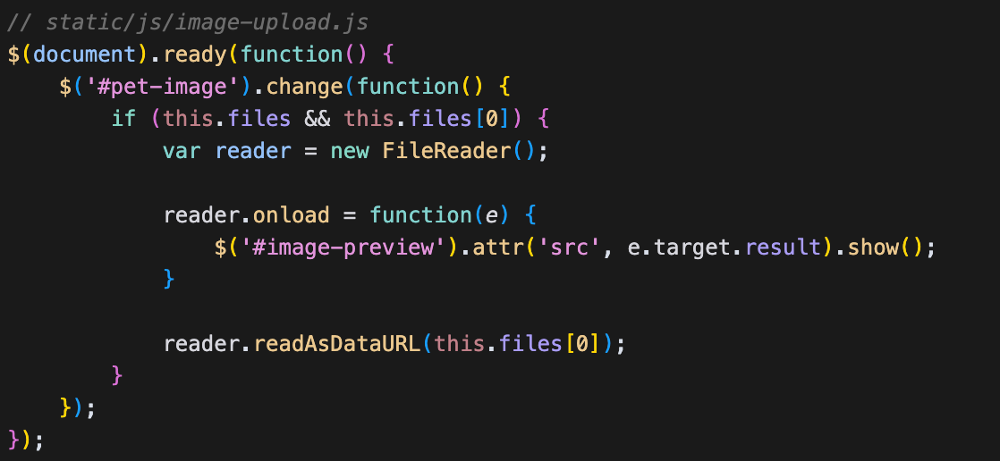 // static/js/image-upload.js
$(document).ready(function() {
    $('#pet-image').change(function() {
        if (this.files && this.files[0]) {
            var reader = new FileReader();

            reader.onload = function(e) {
                $('#image-preview').attr('src', e.target.result).show();
            }

            reader.readAsDataURL(this.files[0]);
        }
    });
});